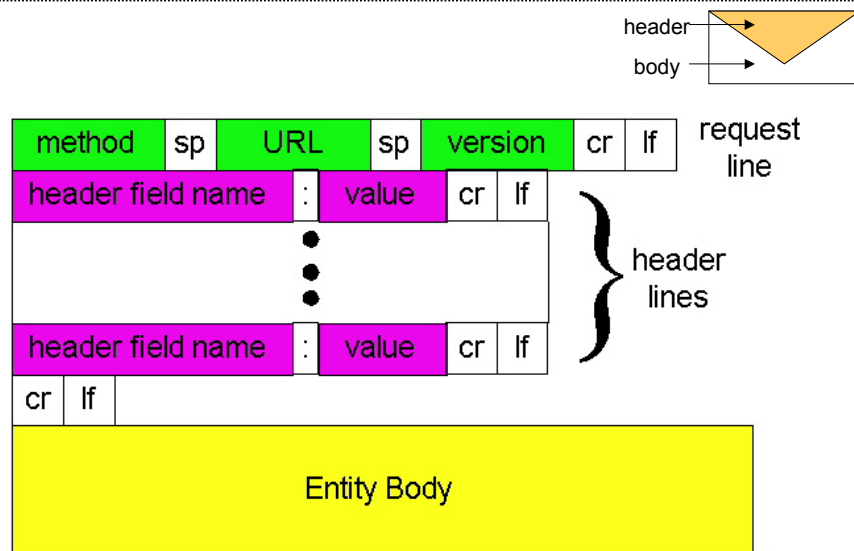 header
body
method sp URL sp version cr lf
request
line
header field name : value cr lf
header
lines
header field name : value cr lf
cr lf
Entity Body